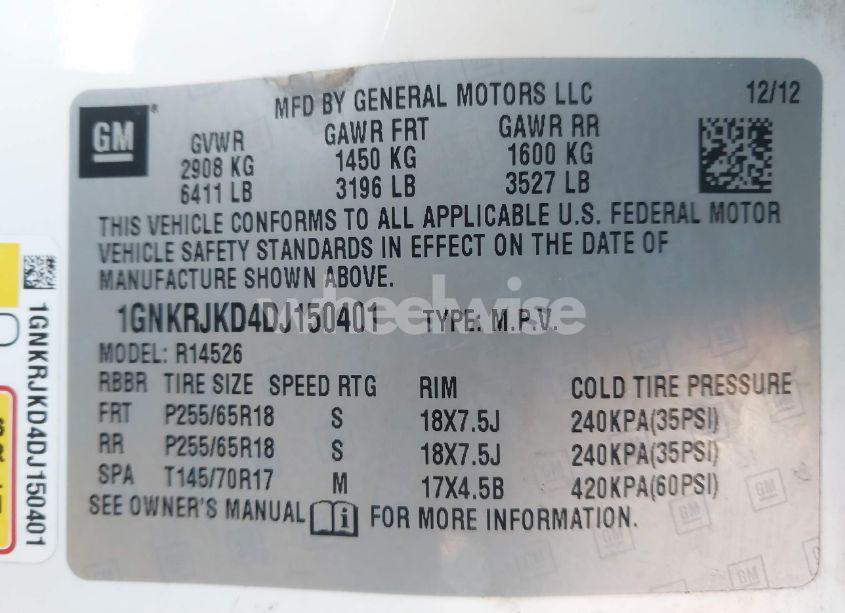 MFD BY GENERAL MOTORS LLC 12/12
GM
GVWR GAWR FRT GAWR RR
2908 KG 1450 KG 1600 KG
6411 LB 3196 LB 3527 LB
THIS VEHICLE CONFORMS TO ALL APPLICABLE U.S. FEDERAL MOTOR
VEHICLE SAFETY STANDARDS IN EFFECT ON THE DATE OF
MANUFACTURE SHOWN ABOVE.
1GNKRJKD4DJ150401 TYPE: M.P.V.
wheelwise
MODEL: R14526
RBBR TIRE SIZE SPEED RTG RIM COLD TIRE PRESSURE
FRT P255/65R18 S 18X7.5J 240KPA(35PSI)
RR P255/65R18 S 18X7.5J 240KPA(35PSI)
SPA T145/70R17 M 17X4.5B 420KPA(60PSI)
SEE OWNER'S MANUAL i FOR MORE INFORMATION.
1GNKRJKD4DJ150401
GM
GM
GM